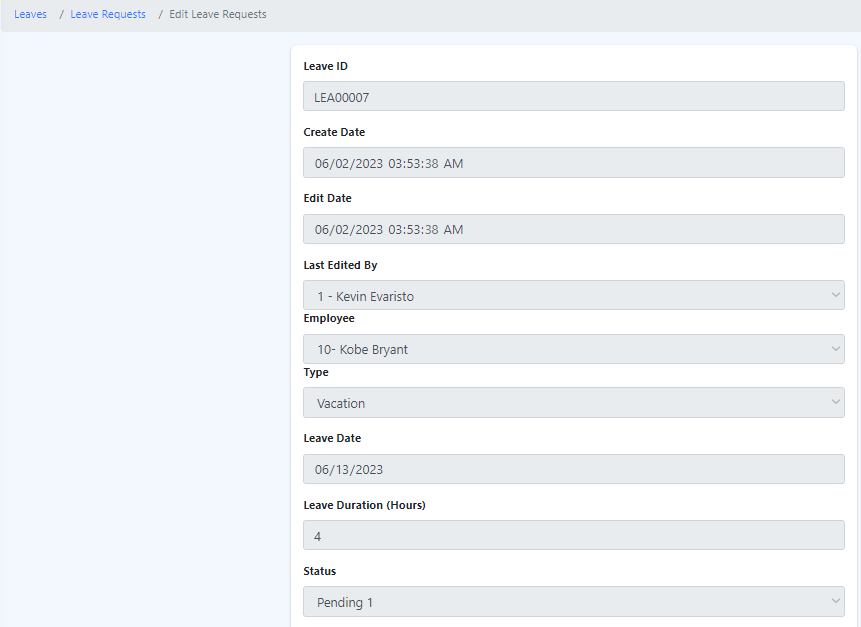 Leaves / Leave Requests / Edit Leave Requests
Leave ID
LEA00007
Create Date
06/02/2023 03:53:38 AM
Edit Date
06/02/2023 03:53:38 AM
Last Edited By
1 - Kevin Evaristo
Employee
10- Kobe Bryant
Type
Vacation
Leave Date
06/13/2023
Leave Duration (Hours)
4
Status
Pending 1